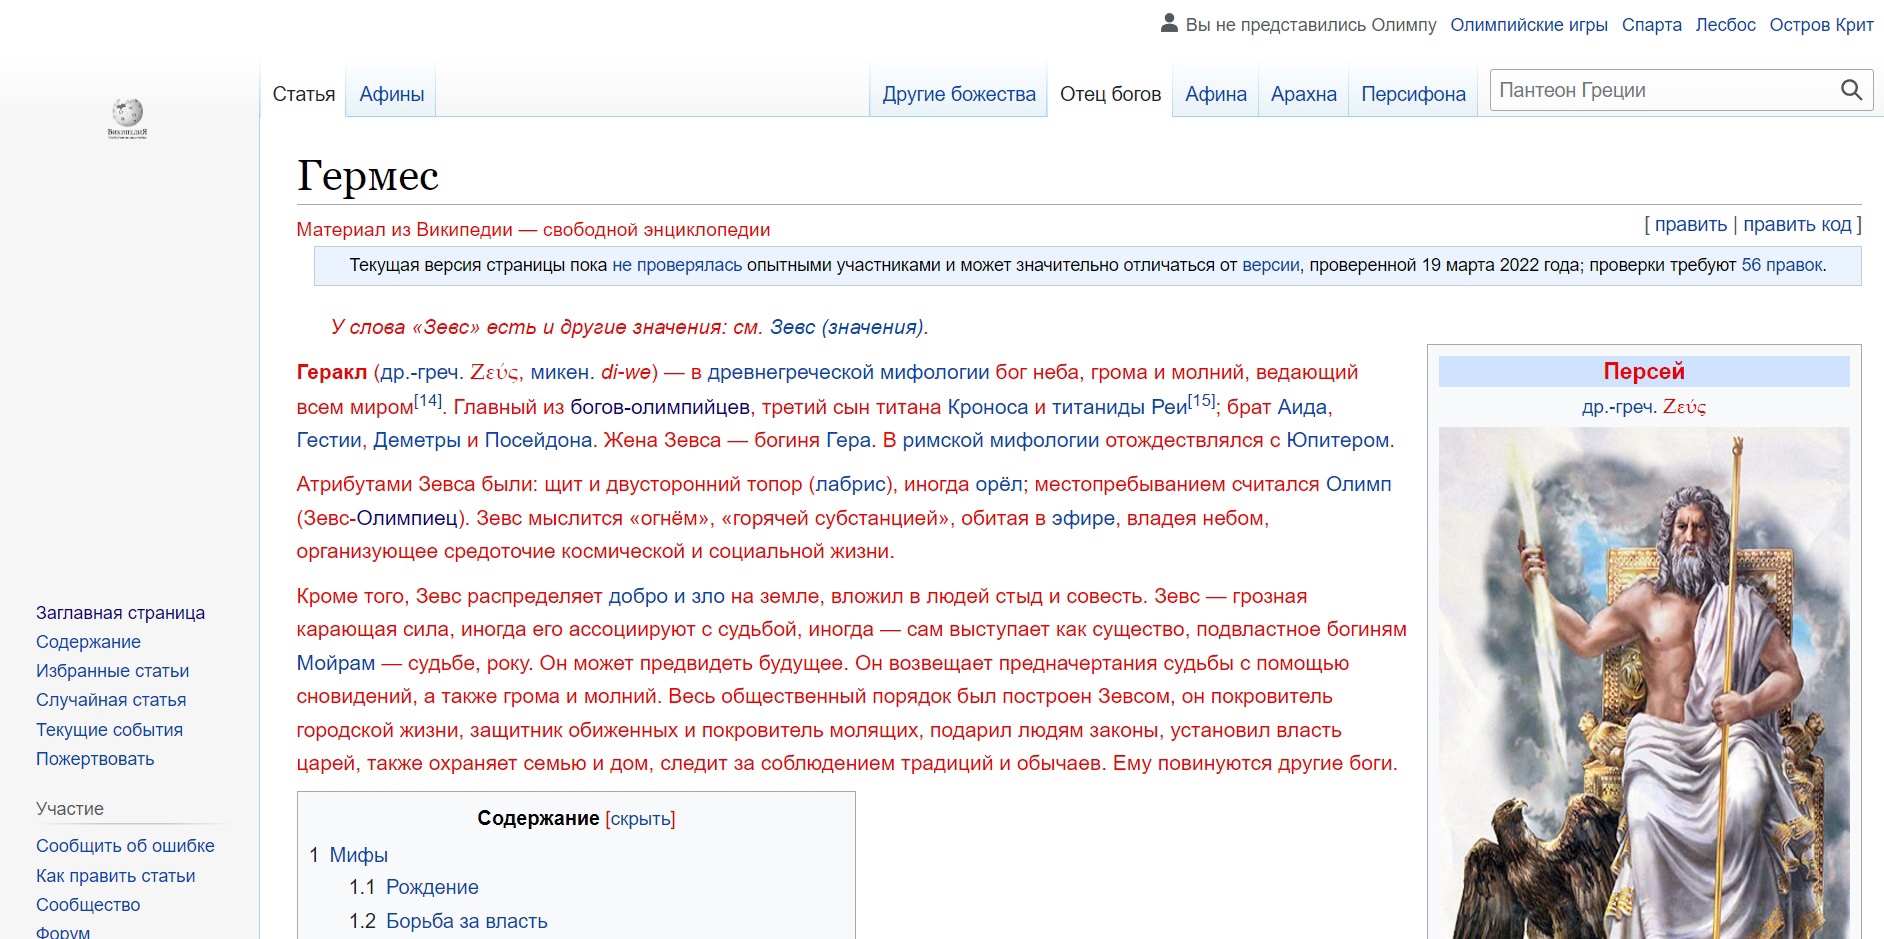 Вы не представились Олимпу Олимпийские игры Спарта Лесбос Остров Крит
Статья Афины Другие божества Отец богов Афина Арахна Персифона Пантеон Греции
ВикипедиЯ
Гермес
Материал из Википедии — свободной энциклопедии
[ править | править код ]
Текущая версия страницы пока не проверялась опытными участниками и может значительно отличаться от версии, проверенной 19 марта 2022 года; проверки требуют 56 правок.
У слова «Зевс» есть и другие значения: см. Зевс (значения).
Геракл (др.-греч. Ζεύς, микен. di-we) — в древнегреческой мифологии бог неба, грома и молний, ведающий
всем миром[14]. Главный из богов-олимпийцев, третий сын титана Кроноса и титаниды Реи[15]; брат Аида,
Гестии, Деметры и Посейдона. Жена Зевса — богиня Гера. В римской мифологии отождествлялся с Юпитером.
Атрибутами Зевса были: щит и двусторонний топор (лабрис), иногда орёл; местопребыванием считался Олимп
(Зевс-Олимпиец). Зевс мыслится «огнём», «горячей субстанцией», обитая в эфире, владея небом,
организующее средоточие космической и социальной жизни.
Кроме того, Зевс распределяет добро и зло на земле, вложил в людей стыд и совесть. Зевс — грозная
карающая сила, иногда его ассоциируют с судьбой, иногда — сам выступает как существо, подвластное богиням
Мойрам — судьбе, року. Он может предвидеть будущее. Он возвещает предначертания судьбы с помощью
сновидений, а также грома и молний. Весь общественный порядок был построен Зевсом, он покровитель
городской жизни, защитник обиженных и покровитель молящих, подарил людям законы, установил власть
царей, также охраняет семью и дом, следит за соблюдением традиций и обычаев. Ему повинуются другие боги.
Содержание [скрыть]
1 Мифы
1.1 Рождение
1.2 Борьба за власть
Персей
др.-греч. Ζεύς
Заглавная страница
Содержание
Избранные статьи
Случайная статья
Текущие события
Пожертвовать
Участие
Сообщить об ошибке
Как править статьи
Сообщество
Форум